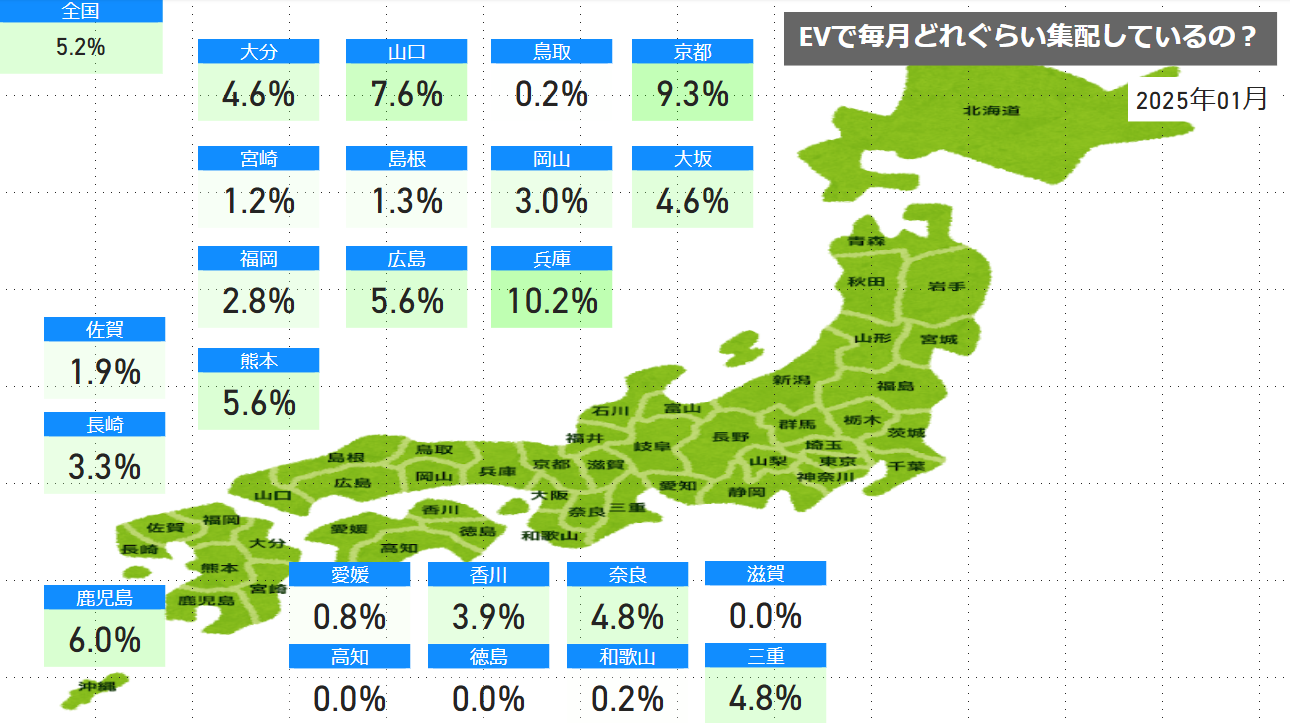 全国
5.2%
EVで毎月どれぐらい集配しているの？
2025年01月
大分
4.6%
山口
7.6%
鳥取
0.2%
京都
9.3%
宮崎
1.2%
島根
1.3%
岡山
3.0%
大坂
4.6%
福岡
2.8%
広島
5.6%
兵庫
10.2%
佐賀
1.9%
熊本
5.6%
長崎
3.3%
鹿児島
6.0%
愛媛
0.8%
香川
3.9%
奈良
4.8%
滋賀
0.0%
高知
0.0%
徳島
0.0%
和歌山
0.2%
三重
4.8%
北海道
青森
秋田
岩手
山形
宮城
新潟
福島
石川
富山
群馬
栃木
茨城
福井
岐阜
長野
埼玉
山梨
東京
千葉
神奈川
静岡
愛知
島根
鳥取
岡山
兵庫
京都
滋賀
山口
広島
大阪
奈良
三重
和歌山
香川
愛媛
徳島
高知
佐賀
福岡
長崎
大分
熊本
宮崎
鹿児島
沖縄